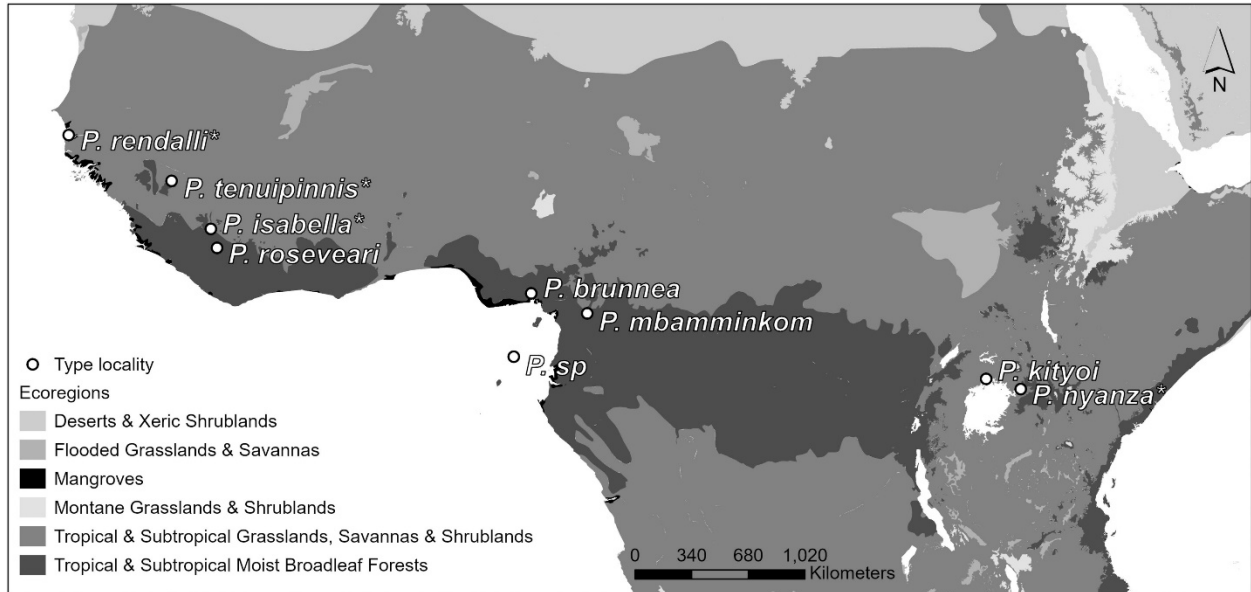 N
P. rendalli*
P. tenuipinnis*
P. isabella*
P. roseveari
P. brunnea
P. mbamminkom
P. sp
P. kityoi
P. nyanza*
Type locality
Ecoregions
Deserts & Xeric Shrublands
Flooded Grasslands & Savannas
Mangroves
Montane Grasslands & Shrublands
Tropical & Subtropical Grasslands, Savannas & Shrublands
Tropical & Subtropical Moist Broadleaf Forests
0 340 680 1,020
Kilometers